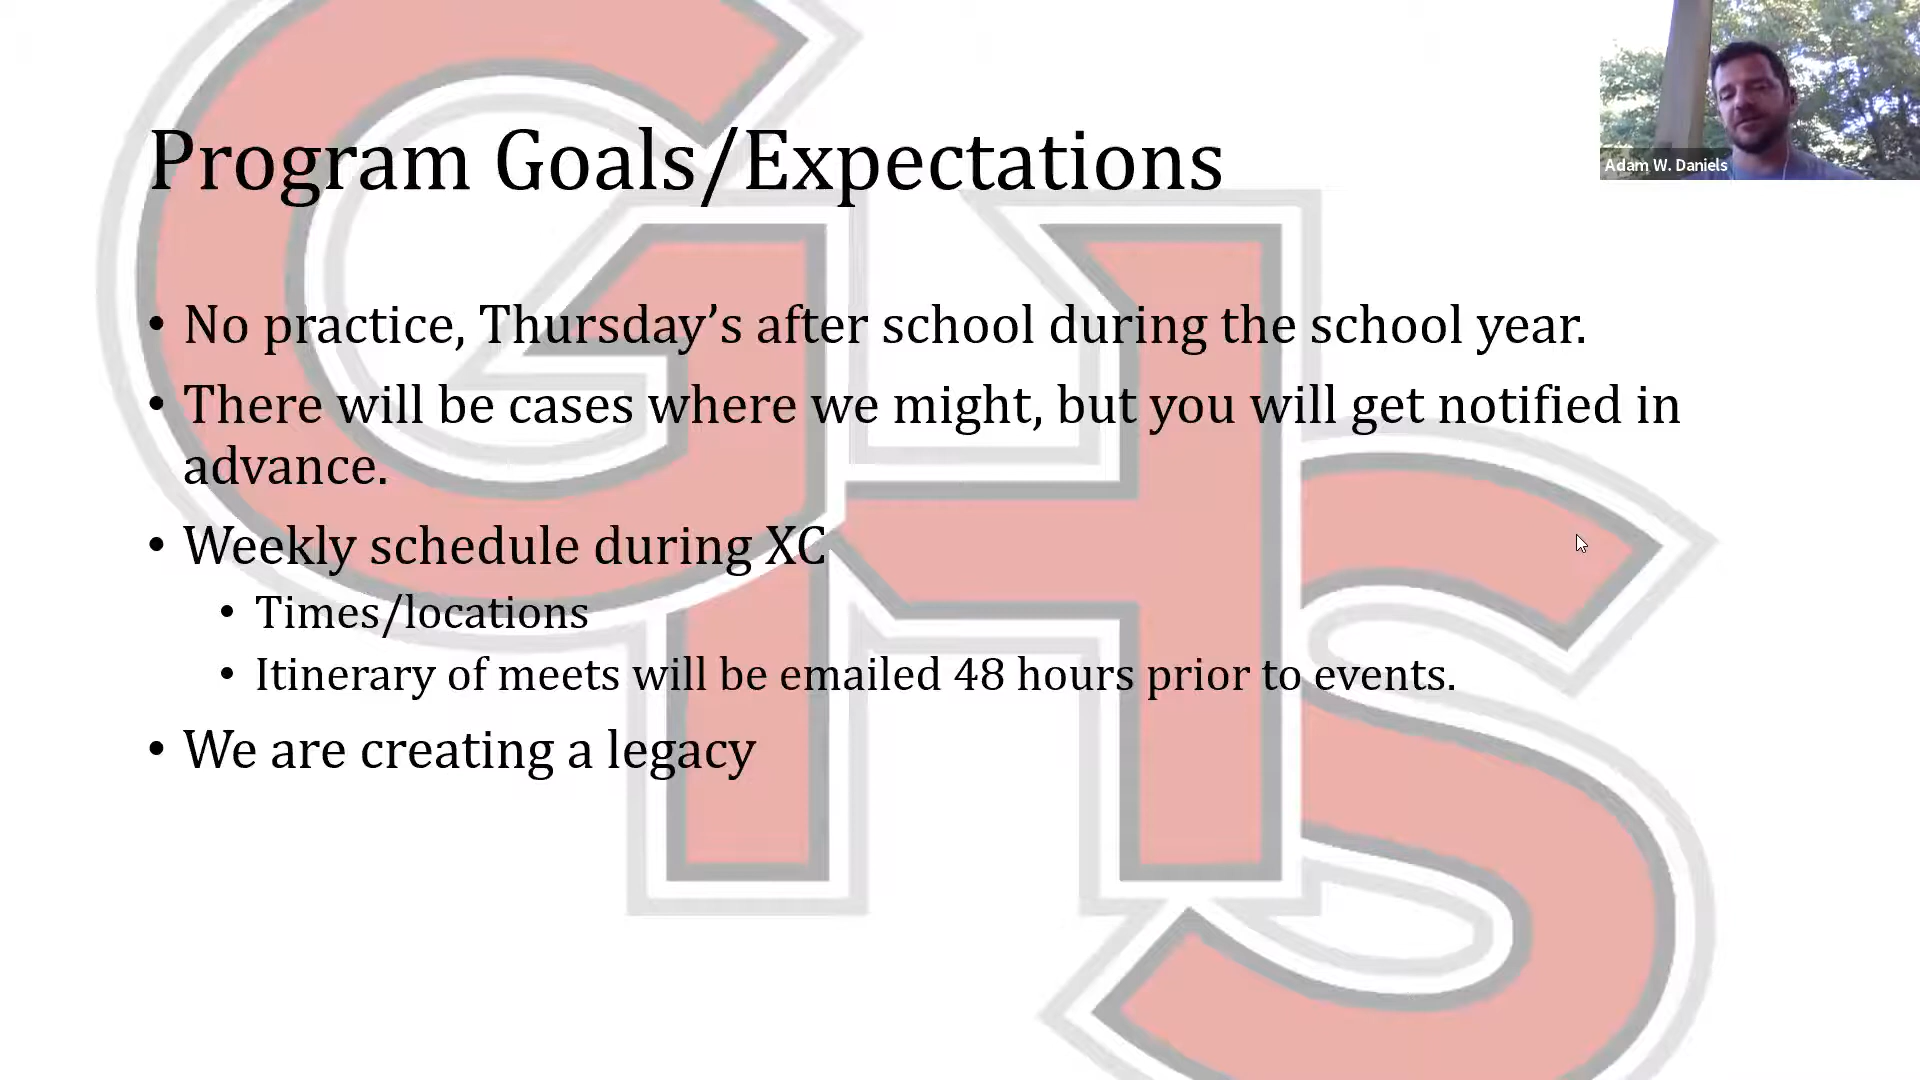 Adam W. Daniels
Program Goals/Expectations
• No practice, Thursday’s after school during the school year.
• There will be cases where we might, but you will get notified in
advance.
• Weekly schedule during XC
• Times/locations
• Itinerary of meets will be emailed 48 hours prior to events.
• We are creating a legacy
GHS